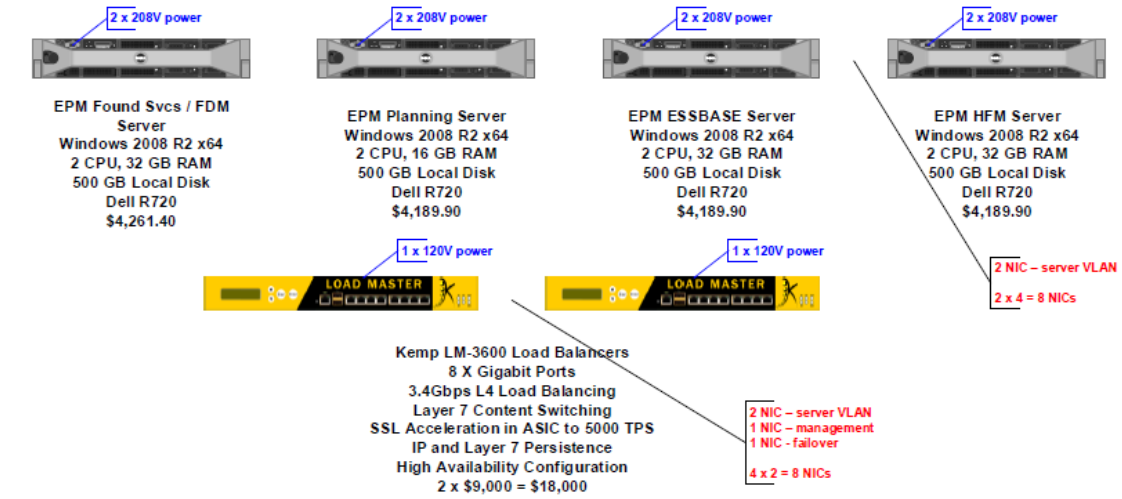 2 x 208V power
2 x 208V power
2 x 208V power
2 x 208V power
EPM Found Svcs / FDM
Server
Windows 2008 R2 x64
2 CPU, 32 GB RAM
500 GB Local Disk
Dell R720
$4,261.40
EPM Planning Server
Windows 2008 R2 x64
2 CPU, 16 GB RAM
500 GB Local Disk
Dell R720
$4,189.90
EPM ESSBASE Server
Windows 2008 R2 x64
2 CPU, 32 GB RAM
500 GB Local Disk
Dell R720
$4,189.90
EPM HFM Server
Windows 2008 R2 x64
2 CPU, 32 GB RAM
500 GB Local Disk
Dell R720
$4,189.90
1 x 120V power
1 x 120V power
2 NIC – server VLAN
2 x 4 = 8 NICs
LOAD MASTER
LOAD MASTER
Kemp LM-3600 Load Balancers
8 X Gigabit Ports
3.4Gbps L4 Load Balancing
Layer 7 Content Switching
SSL Acceleration in ASIC to 5000 TPS
IP and Layer 7 Persistence
High Availability Configuration
2 x $9,000 = $18,000
2 NIC – server VLAN
1 NIC – management
1 NIC - failover
4 x 2 = 8 NICs